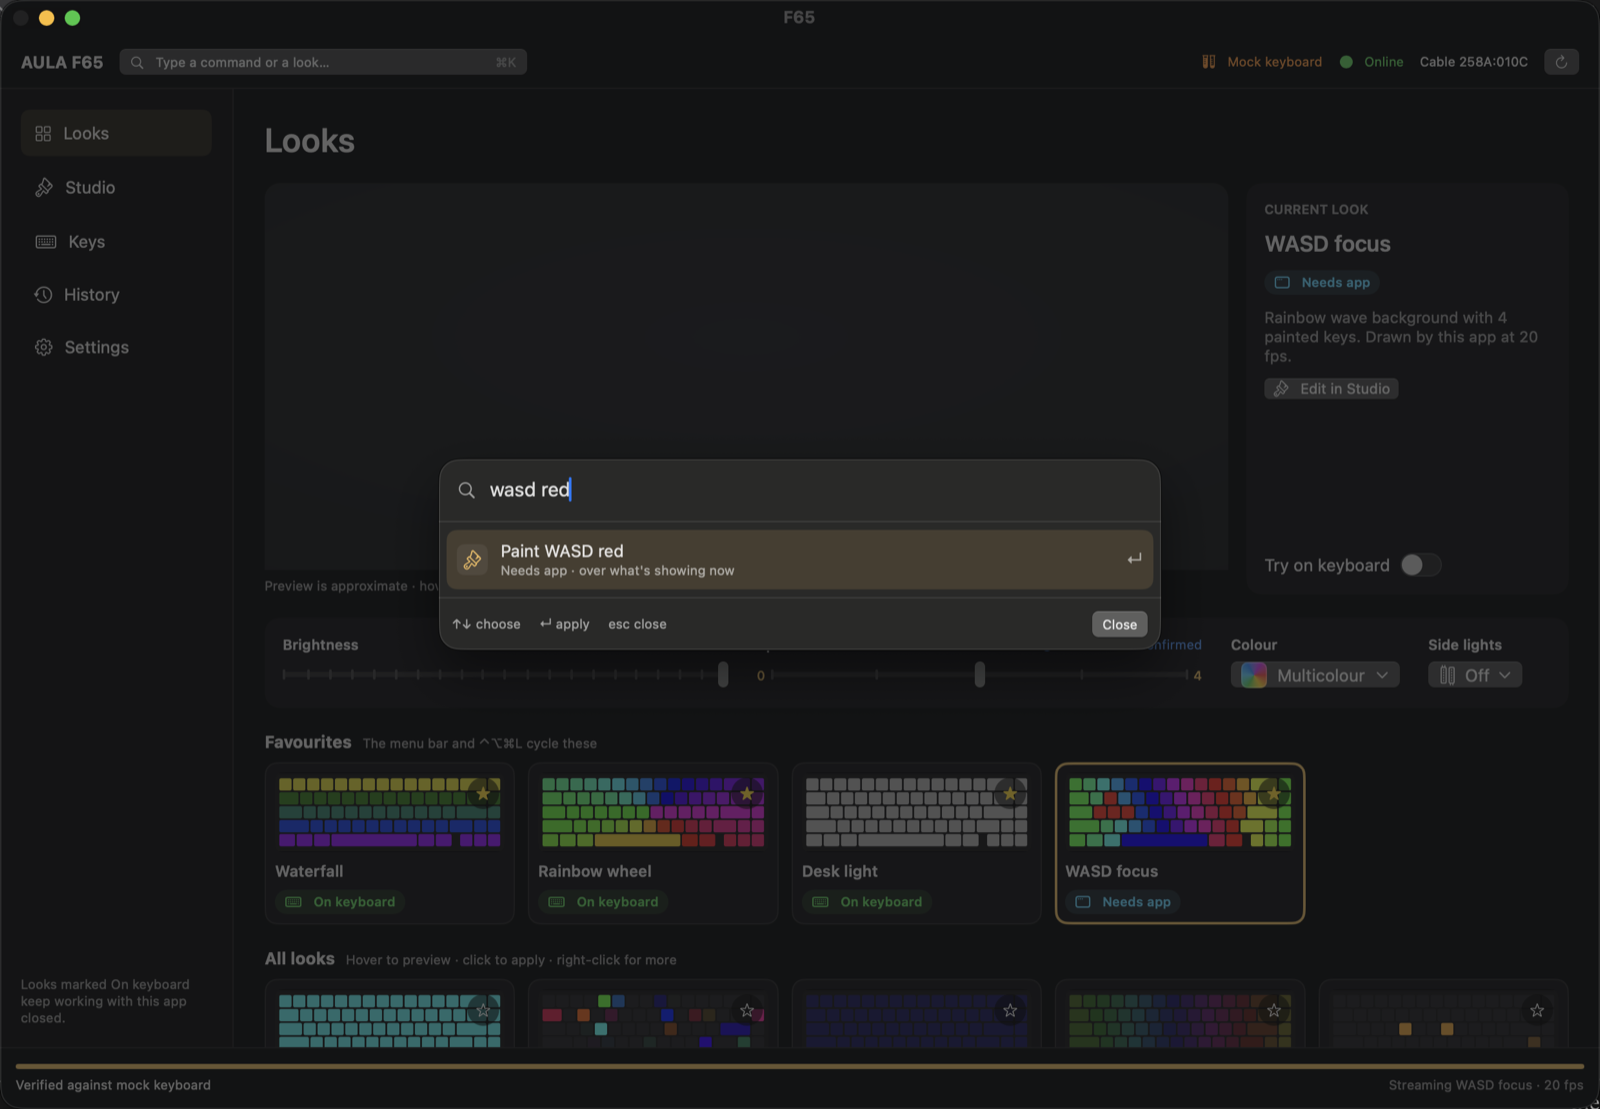 F65
AULA F65
Type a command or a look...
⌘K
Mock keyboard
Online
Cable 258A:010C
Looks
Studio
Keys
History
Settings
Looks marked On keyboard
keep working with this app
closed.
Looks
CURRENT LOOK
WASD focus
Needs app
Rainbow wave background with 4
painted keys. Drawn by this app at 20
fps.
Edit in Studio
Try on keyboard
wasd red
Paint WASD red
Needs app · over what's showing now
↑↓ choose
↵ apply
esc close
Close
Preview is approximate ·
Brightness
0
4
Colour
Multicolour
Side lights
Off
Favourites
The menu bar and ^⌥⌘L cycle these
Waterfall
On keyboard
Rainbow wheel
On keyboard
Desk light
On keyboard
WASD focus
Needs app
All looks
Hover to preview · click to apply · right-click for more
Verified against mock keyboard
Streaming WASD focus · 20 fps